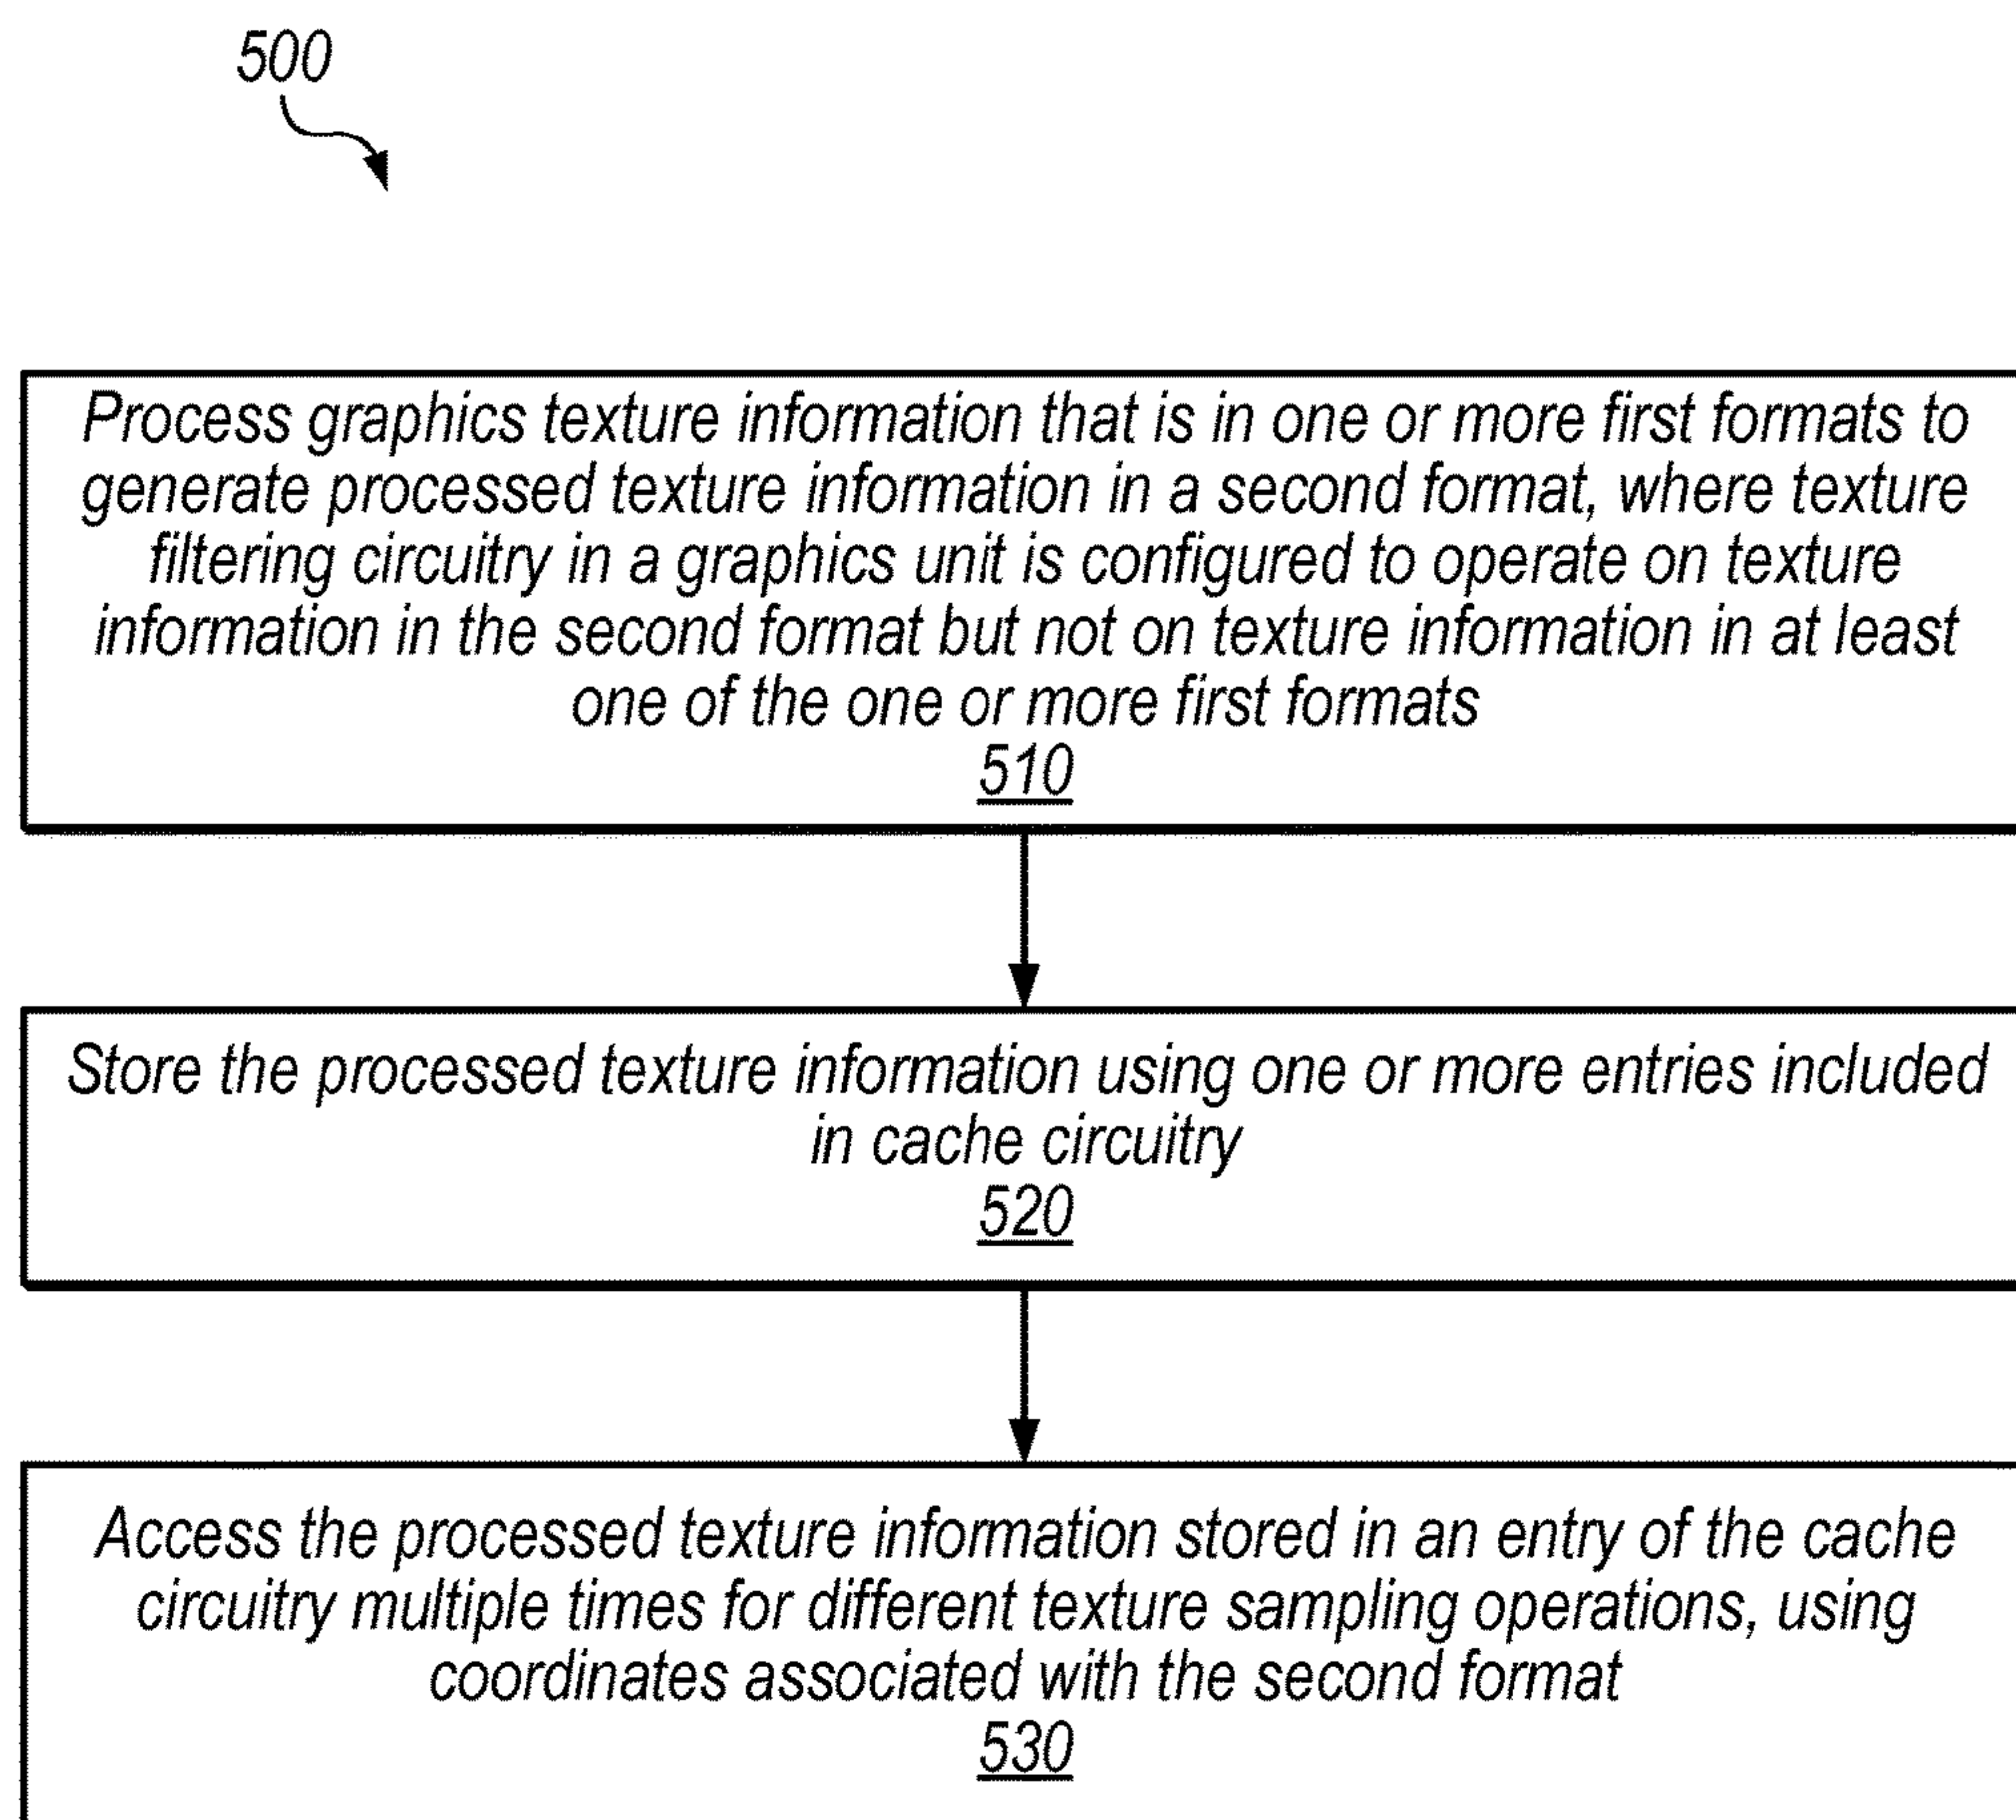 500
Process graphics texture information that is in one or more first formats to
generate processed texture information in a second format, where texture
filtering circuitry in a graphics unit is configured to operate on texture
information in the second format but not on texture information in at least
one of the one or more first formats
510
Store the processed texture information using one or more entries included
in cache circuitry
520
Access the processed texture information stored in an entry of the cache
circuitry multiple times for different texture sampling operations, using
coordinates associated with the second format
530